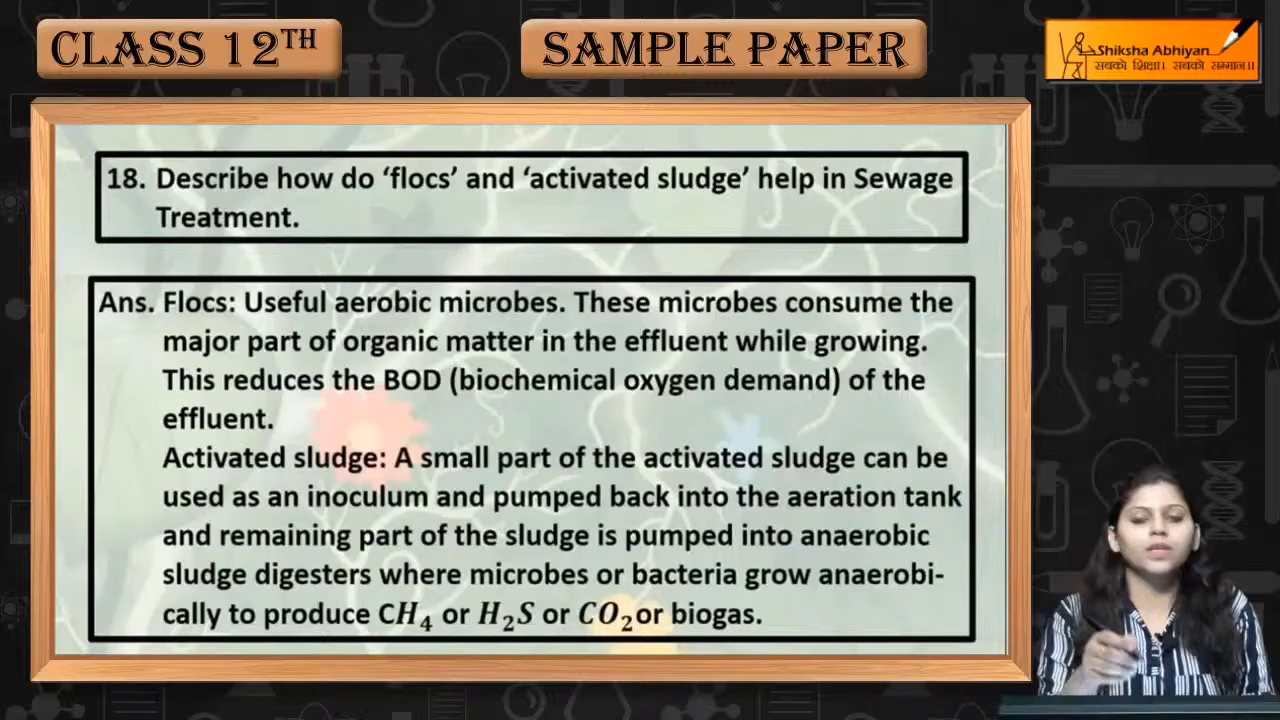 CLASS 12TH
SAMPLE PAPER
Shiksha Abhiyan
सबको शिक्षा। सबको सम्मान॥
18. Describe how do ‘flocs’ and ‘activated sludge’ help in Sewage
Treatment.
Ans. Flocs: Useful aerobic microbes. These microbes consume the
major part of organic matter in the effluent while growing.
This reduces the BOD (biochemical oxygen demand) of the
effluent.
Activated sludge: A small part of the activated sludge can be
used as an inoculum and pumped back into the aeration tank
and remaining part of the sludge is pumped into anaerobic
sludge digesters where microbes or bacteria grow anaerobi-
cally to produce CH₄ or H₂S or CO₂or biogas.